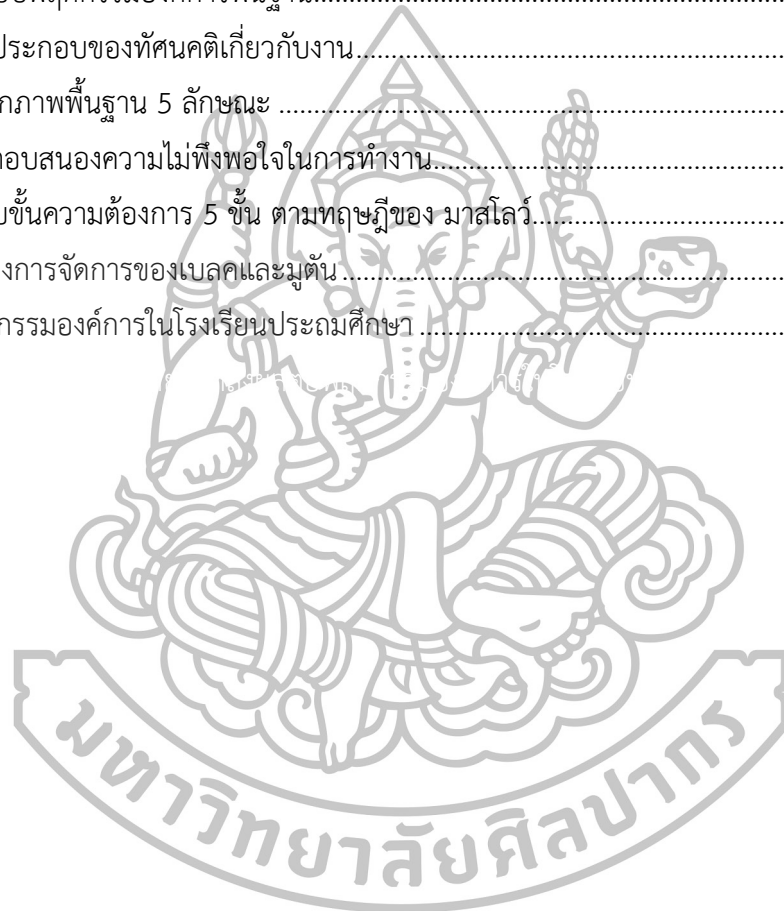 ประกอบของทัศนคติเกี่ยวกับงาน
กภาพพื้นฐาน 5 ลักษณะ
อบสนองความไม่พึงพอใจในการทำงาน
ขั้นความต้องการ 5 ขั้น ตามทฤษฎีของ มาสโลว์
งการจัดการของเบลคและมูตัน
กรรมองค์การในโรงเรียนประถมศึกษา
มหาวิทยาลัยศิลปากร